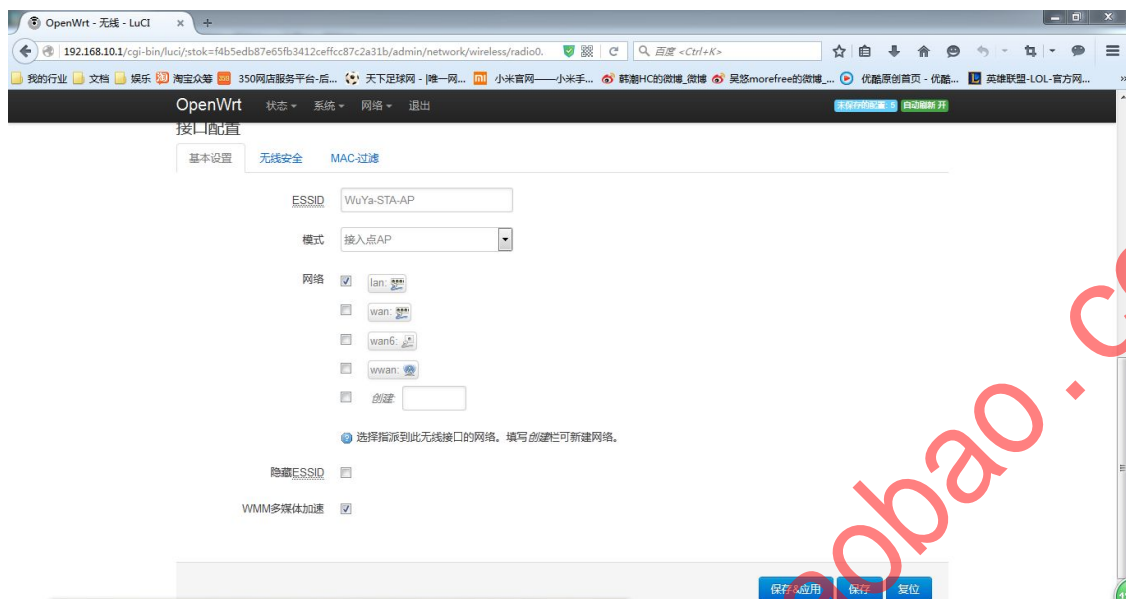 OpenWrt - 无线 - LuCI × +
192.168.10.1/cgi-bin/luci/;stok=f4b5edb87e65fb3412ceffcc87c2a31b/admin/network/wireless/radio0. 百度 <Ctrl+K>
我的行业 文档 娱乐 淘宝众筹 350网店服务平台-后... 天下足球网 - |唯一网... 小米官网——小米手... 韩潮HC的微博_微博 吴悠morefree的微博_... 优酷原创首页 - 优酷... 英雄联盟-LOL-官方网... »
OpenWrt 状态 系统 网络 退出 未保存的配置: 6 自动刷新 开
接口配置
基本设置 无线安全 MAC-过滤
ESSID WuYa-STA-AP
模式 接入点AP
网络 lan:
wan:
wan6:
wwan:
创建:
选择指派到此无线接口的网络。填写创建栏可新建网络。
隐藏ESSID
WMM多媒体加速
保存&应用 保存 复位
obao.c